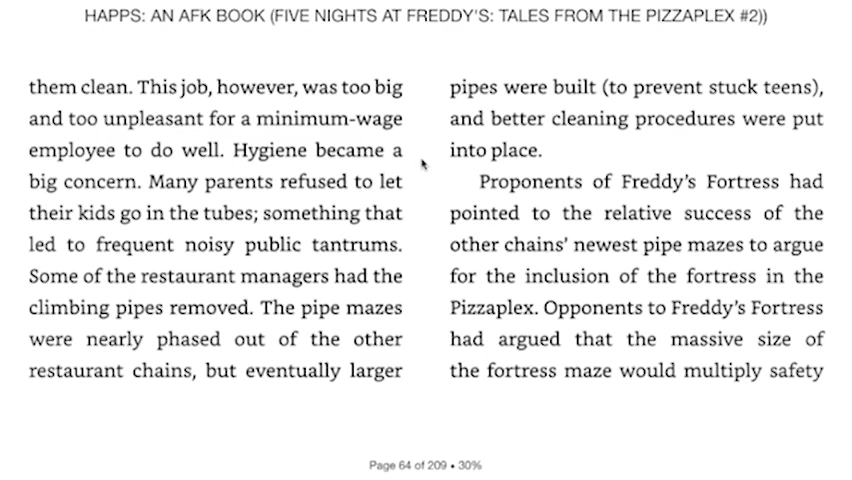 HAPPS: AN AFK BOOK (FIVE NIGHTS AT FREDDY'S: TALES FROM THE PIZZAPLEX #2))
them clean. This job, however, was too big
and too unpleasant for a minimum-wage
employee to do well. Hygiene became a
big concern. Many parents refused to let
their kids go in the tubes; something that
led to frequent noisy public tantrums.
Some of the restaurant managers had the
climbing pipes removed. The pipe mazes
were nearly phased out of the other
restaurant chains, but eventually larger
pipes were built (to prevent stuck teens),
and better cleaning procedures were put
into place.
Proponents of Freddy's Fortress had
pointed to the relative success of the
other chains' newest pipe mazes to argue
for the inclusion of the fortress in the
Pizzaplex. Opponents to Freddy's Fortress
had argued that the massive size of
the fortress maze would multiply safety
Page 64 of 209 • 30%